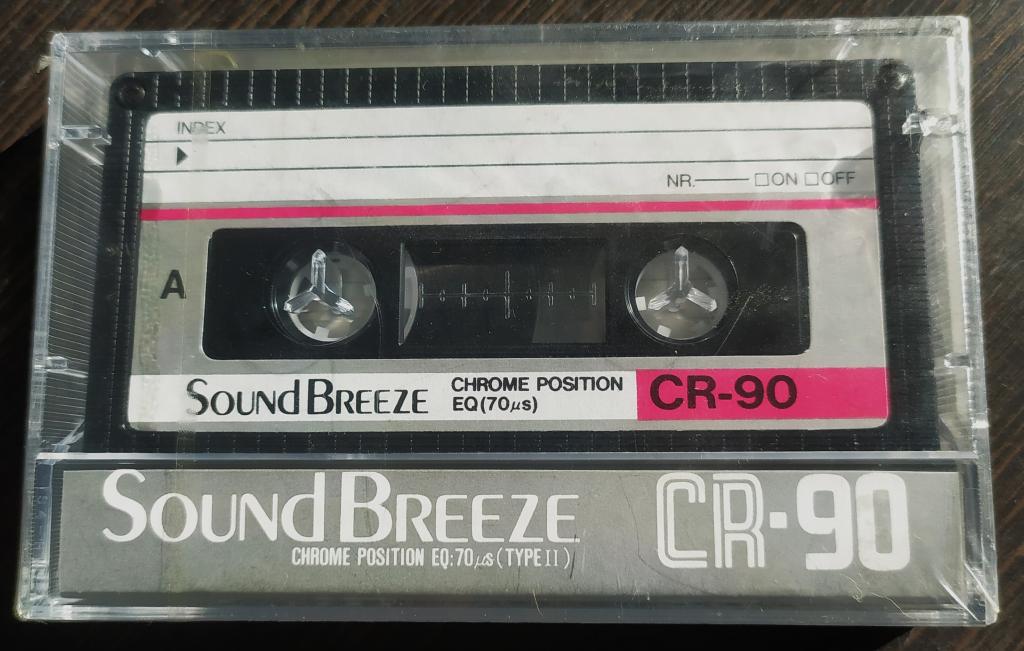 INDEX
NR. □ON □OFF
A
SOUND BREEZE CHROME POSITION EQ(70μs) CR-90
SOUND BREEZE CR-90
CHROME POSITION EQ:70μs(TYPE II)